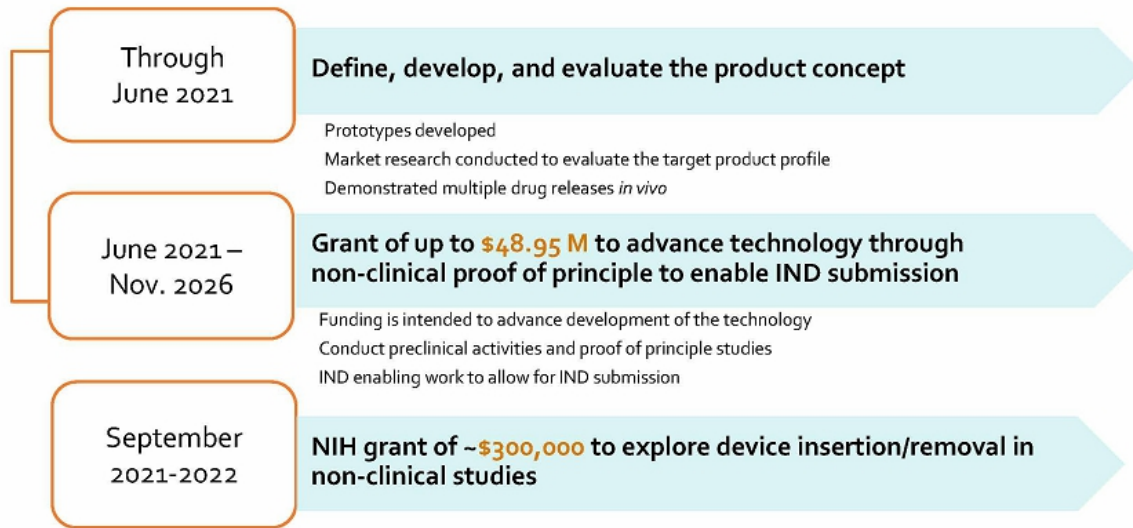 Through
June 2021
Define, develop, and evaluate the product concept
Prototypes developed
Market research conducted to evaluate the target product profile
Demonstrated multiple drug releases in vivo
June 2021 –
Nov. 2026
Grant of up to $48.95 M to advance technology through
non-clinical proof of principle to enable IND submission
Funding is intended to advance development of the technology
Conduct preclinical activities and proof of principle studies
IND enabling work to allow for IND submission
September
2021-2022
NIH grant of ~$300,000 to explore device insertion/removal in
non-clinical studies